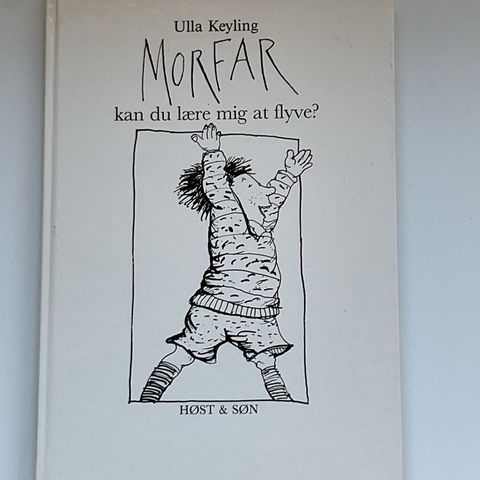 Ulla Keyling
MORFAR
kan du lære mig at flyve?
HØST & SØN